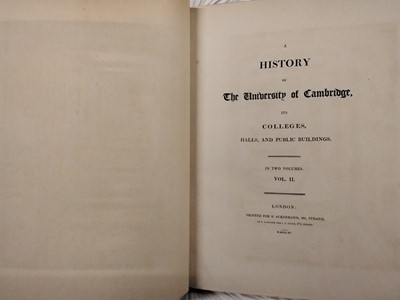 A
HISTORY
OF
The University of Cambridge,
ITS
COLLEGES,
HALLS, AND PUBLIC BUILDINGS.
IN TWO VOLUMES.
VOL. II.
LONDON:
PRINTED FOR R. ACKERMANN, 101, STRAND,